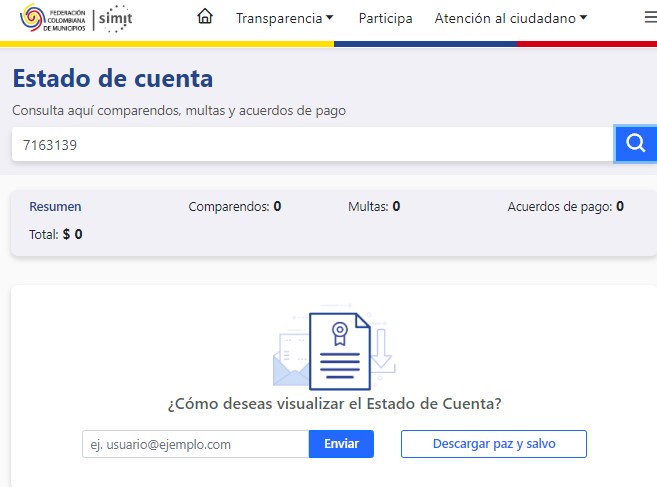 FEDERACIÓN
COLOMBIANA
DE MUNICIPIOS
simit
Transparencia Participa Atención al ciudadano
Estado de cuenta
Consulta aquí comparendos, multas y acuerdos de pago
7163139
Resumen Comparendos: 0 Multas: 0 Acuerdos de pago: 0
Total: $ 0
¿Cómo deseas visualizar el Estado de Cuenta?
ej. usuario@ejemplo.com Enviar Descargar paz y salvo